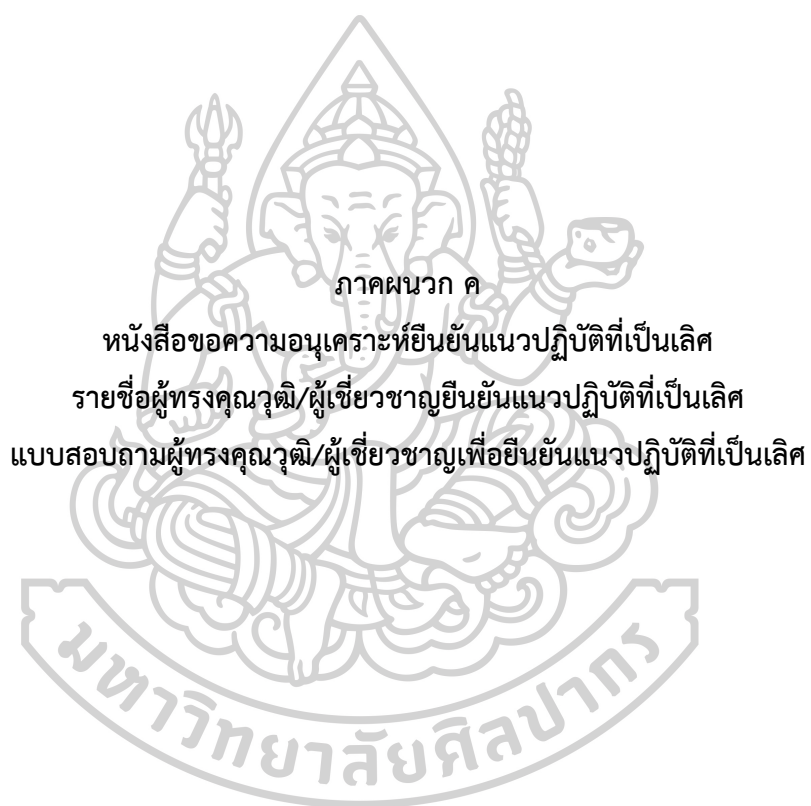 ภาคผนวก ค
หนังสือขอความอนุเคราะห์ยืนยันแนวปฏิบัติที่เป็นเลิศ
รายชื่อผู้ทรงคุณวุฒิ/ผู้เชี่ยวชาญยืนยันแนวปฏิบัติที่เป็นเลิศ
แบบสอบถามผู้ทรงคุณวุฒิ/ผู้เชี่ยวชาญเพื่อยืนยันแนวปฏิบัติที่เป็นเลิศ
มหาวิทยาลัยศิลปากร